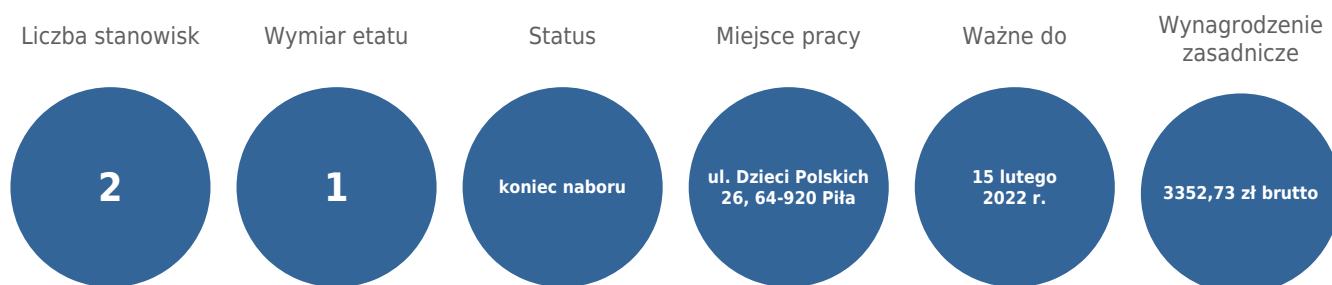 Liczba stanowisk
2
Wymiar etatu
1
Status
koniec naboru
Miejsce pracy
ul. Dzieci Polskich
26, 64-920 Piła
Ważne do
15 lutego
2022 r.
Wynagrodzenie
zasadnicze
3352,73 zł brutto